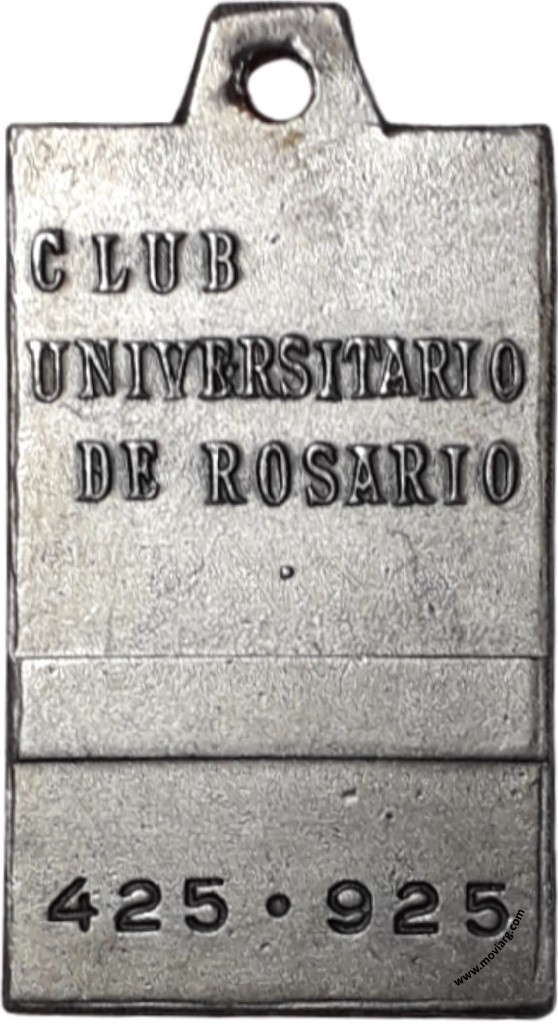 CLUB
UNIVERSITARIO
DE ROSARIO
425·925
www.moviarg.com